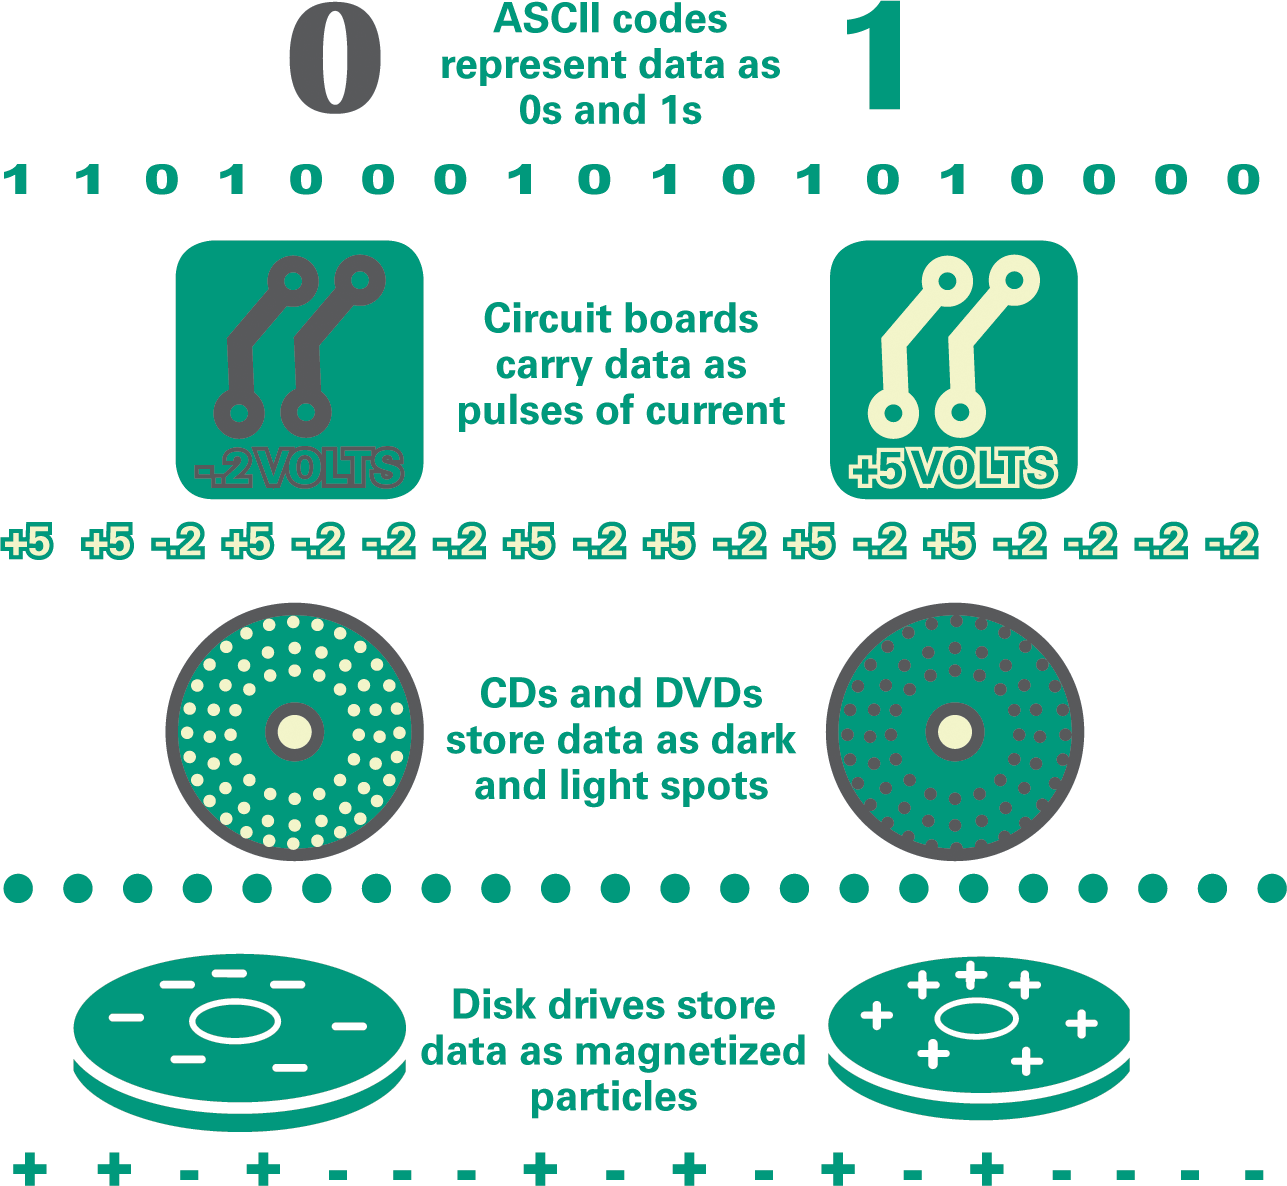 0 ASCII codes 1
represent data as
0s and 1s
1 1 0 1 0 0 0 1 0 1 0 1 0 1 0 0 0 0
Circuit boards
carry data as
pulses of current
-.2 VOLTS +5 VOLTS
+5 +5 -.2 +5 -.2 -.2 -.2 +5 -.2 +5 -.2 +5 -.2 +5 -.2 -.2 -.2 -.2
CDs and DVDs
store data as dark
and light spots
Disk drives store
data as magnetized
particles
+ + - + - - - + - + - + - + - - - -